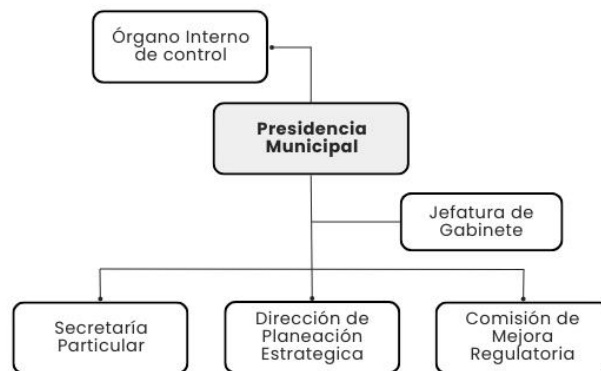 Órgano Interno
de control
Presidencia
Municipal
Jefatura de
Gabinete
Secretaría
Particular
Dirección de
Planeación
Estrategica
Comisión de
Mejora
Regulatoria